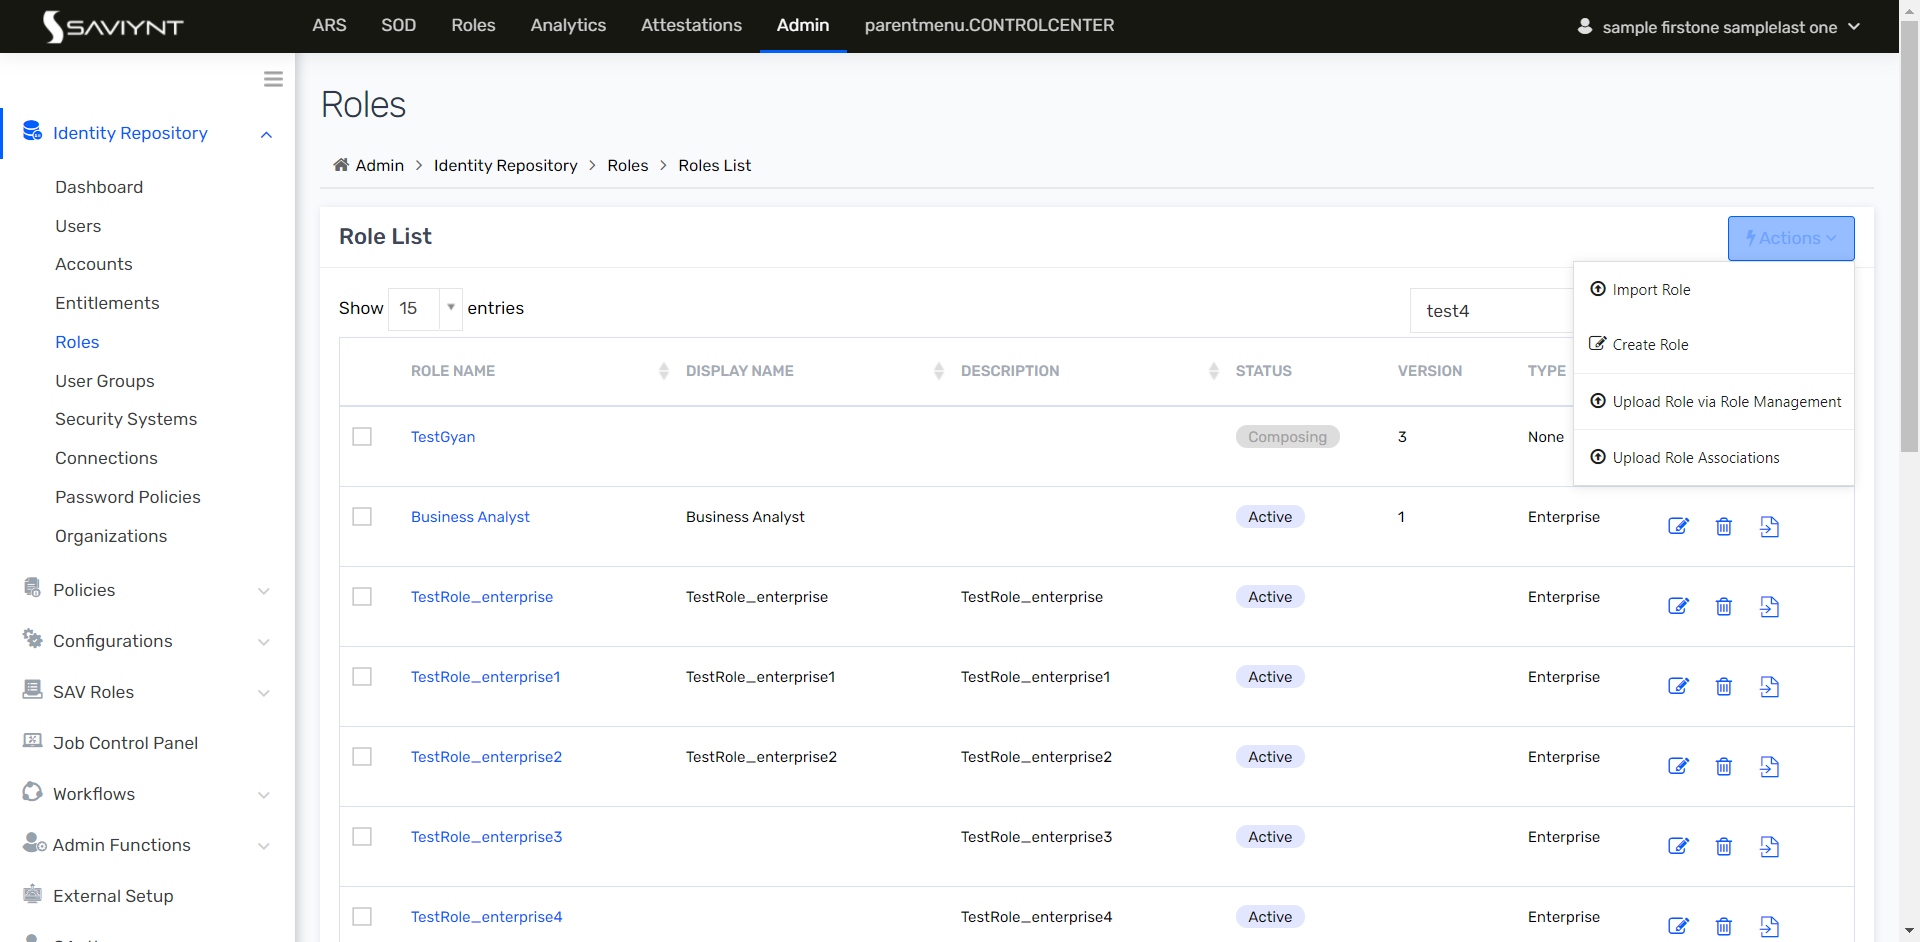 SAVIYNT
ARS SOD Roles Analytics Attestations Admin parentmenu.CONTROLCENTER
sample firstone samplelast one
Identity Repository
Dashboard
Users
Accounts
Entitlements
Roles
User Groups
Security Systems
Connections
Password Policies
Organizations
Policies
Configurations
SAV Roles
Job Control Panel
Workflows
Admin Functions
External Setup
Roles
Admin > Identity Repository > Roles > Roles List
Role List
Actions
Import Role
Create Role
Upload Role via Role Management
Upload Role Associations
Show 15 entries
test4
ROLE NAME DISPLAY NAME DESCRIPTION STATUS VERSION TYPE
TestGyan Composing 3 None
Business Analyst Business Analyst Active 1 Enterprise
TestRole_enterprise TestRole_enterprise TestRole_enterprise Active Enterprise
TestRole_enterprise1 TestRole_enterprise1 TestRole_enterprise1 Active Enterprise
TestRole_enterprise2 TestRole_enterprise2 TestRole_enterprise2 Active Enterprise
TestRole_enterprise3 TestRole_enterprise3 Active Enterprise
TestRole_enterprise4 TestRole_enterprise4 Active Enterprise